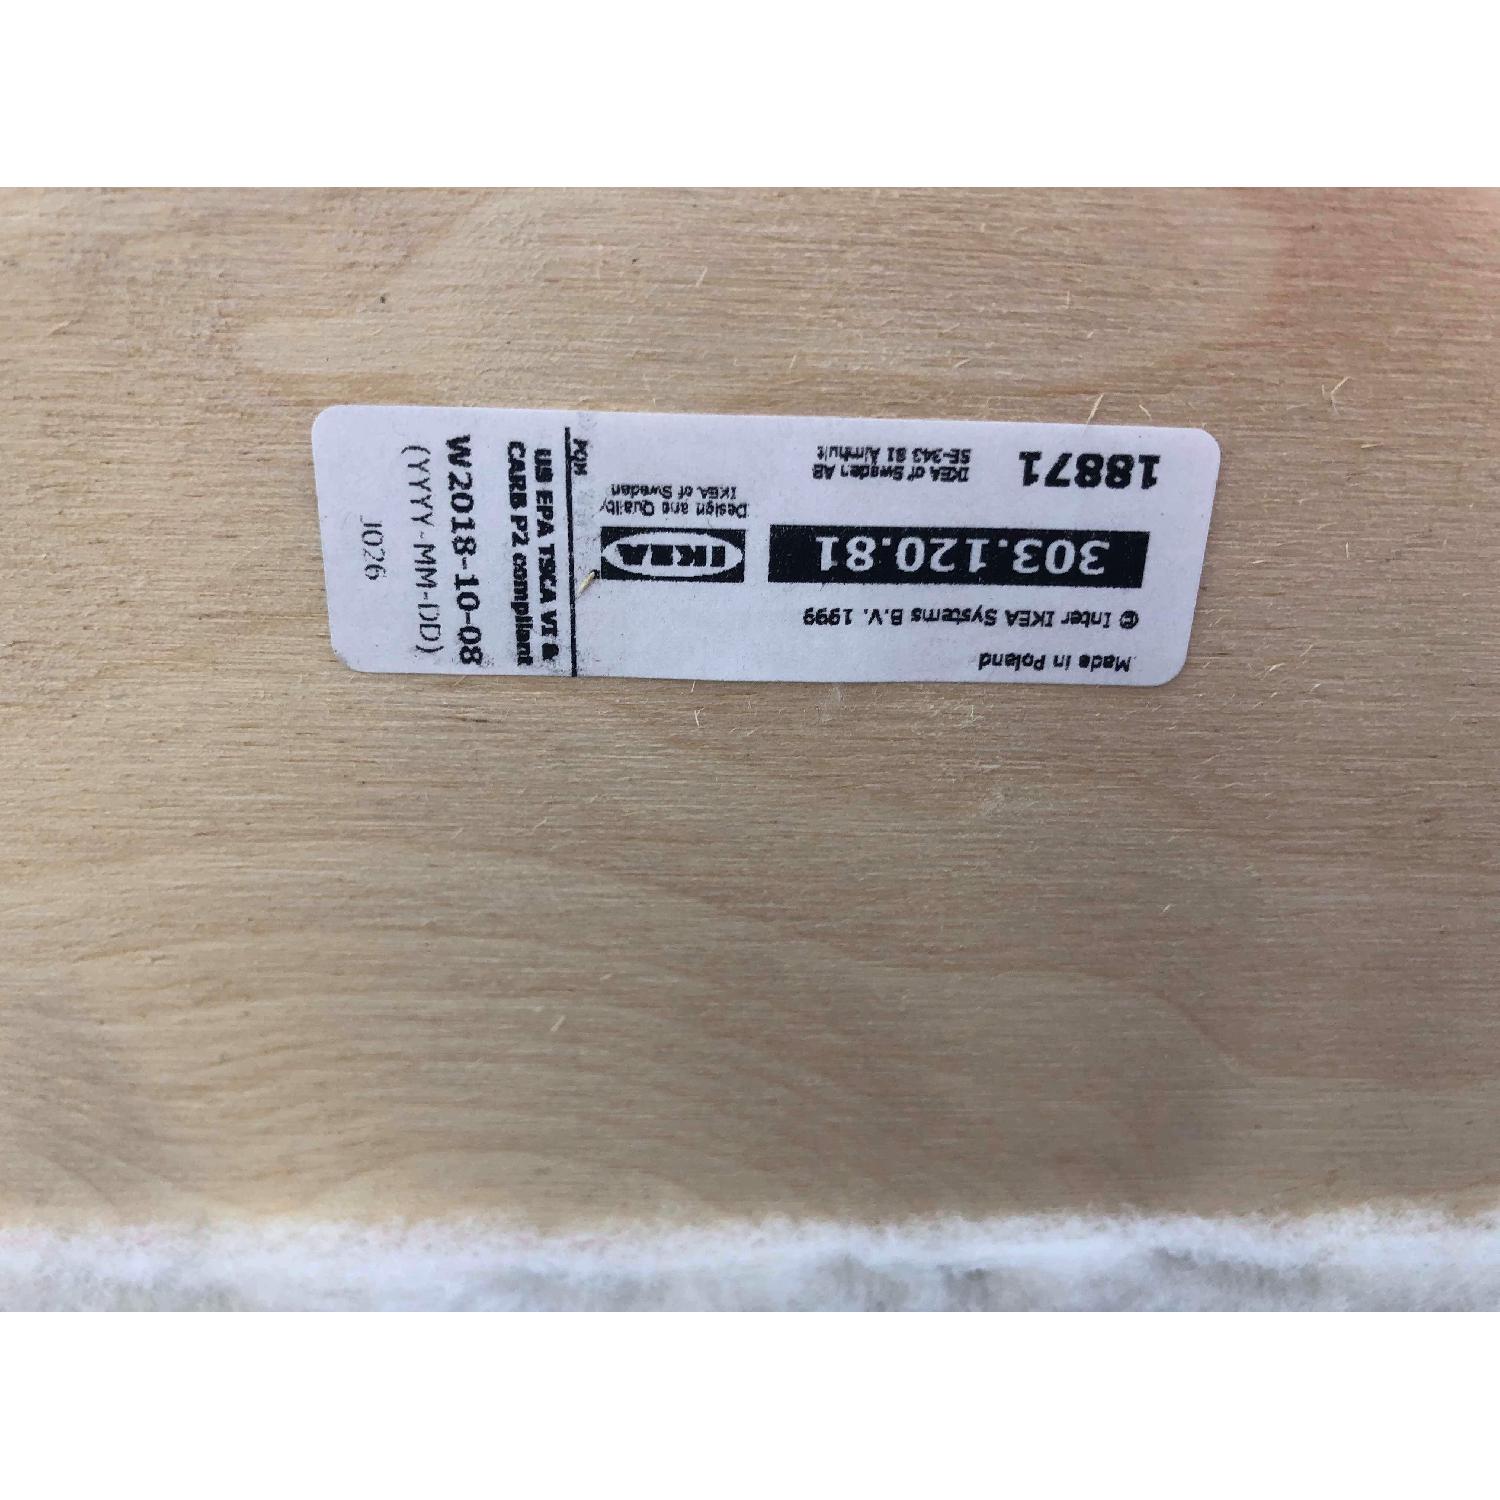 Made in Poland
© Inter IKEA Systems B.V. 1999
303.120.81
IKEA
Design and Quality
IKEA of Sweden
18871
IKEA of Sweden AB
SE-343 81 Älmhult
PQM
US EPA TSCA VI &
CARB P2 compliant
W2018-10-08
(YYYY-MM-DD)
J026